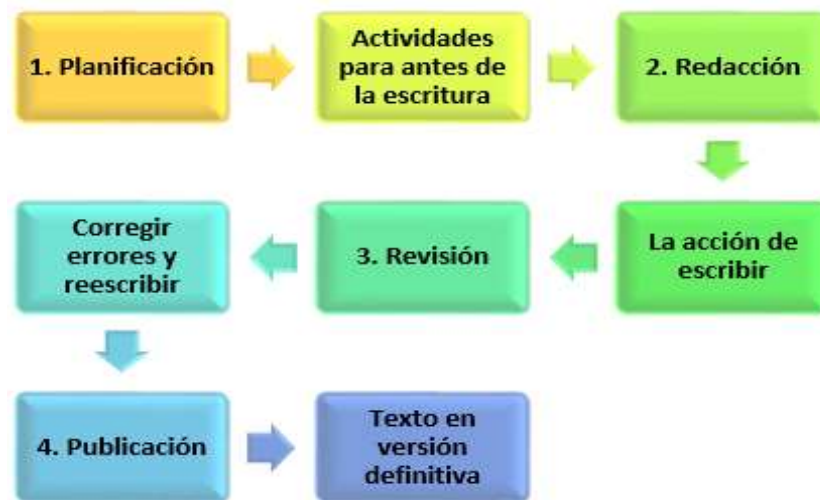 1. Planificación
Actividades
para antes de
la escritura
2. Redacción
La acción de
escribir
3. Revisión
Corregir
errores y
reescribir
4. Publicación
Texto en
versión
definitiva